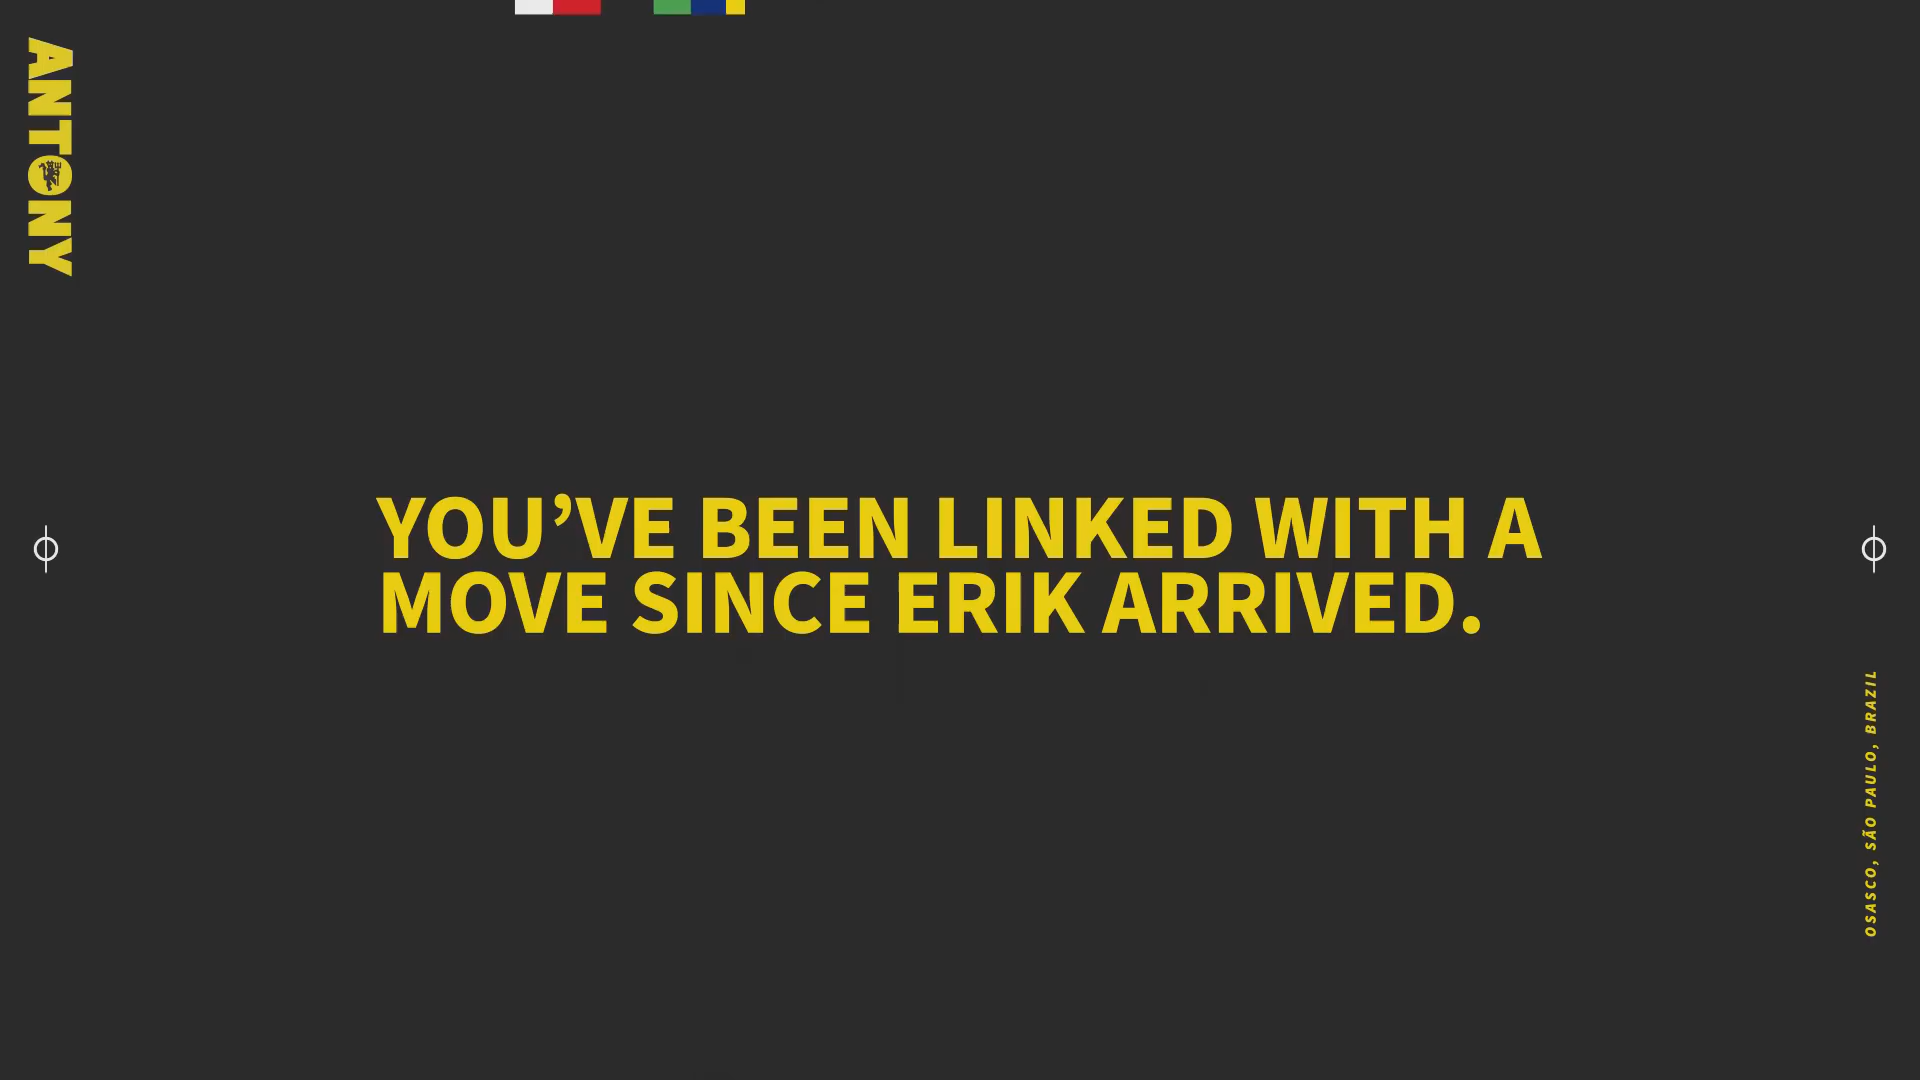 ANTONY
YOU’VE BEEN LINKED WITH A
MOVE SINCE ERIK ARRIVED.
OSASCO, SÃO PAULO, BRAZIL